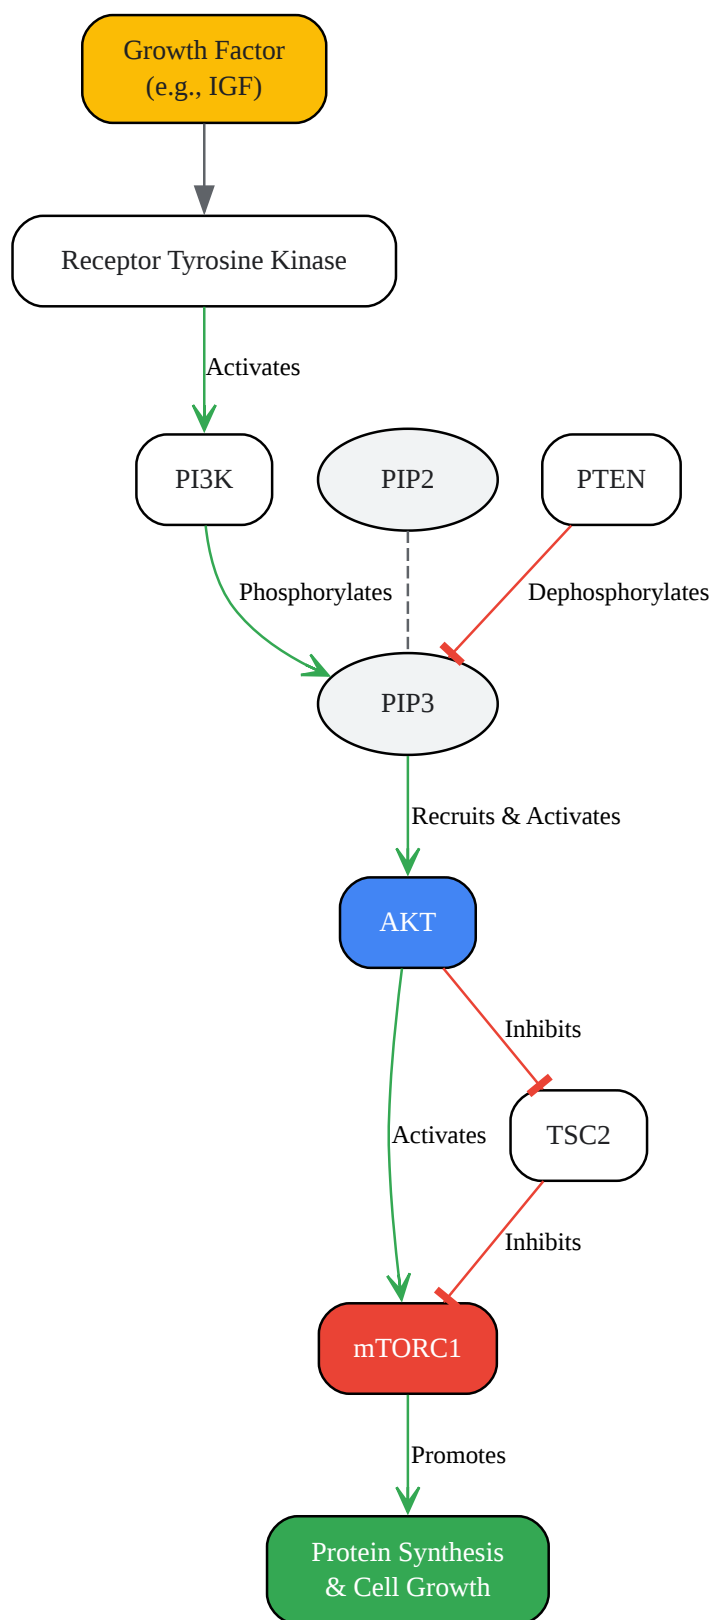 Growth Factor
(e.g., IGF)
Receptor Tyrosine Kinase
Activates
PI3K
PIP2
PTEN
Phosphorylates
Dephosphorylates
PIP3
Recruits & Activates
AKT
Inhibits
Activates
TSC2
Inhibits
mTORC1
Promotes
Protein Synthesis
& Cell Growth